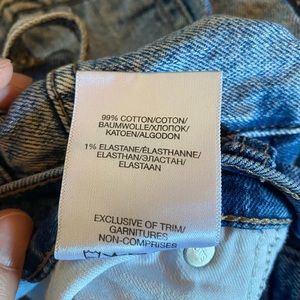 99% COTTON/COTON/
BAUMWOLLE/ХЛОПОК/
KATOEN/ALGODON
1% ELASTANE/ÉLASTHANNE/
ELASTHAN/ЭЛАСТАН/
ELASTAAN
EXCLUSIVE OF TRIM/
GARNITURES
NON-COMPRISES